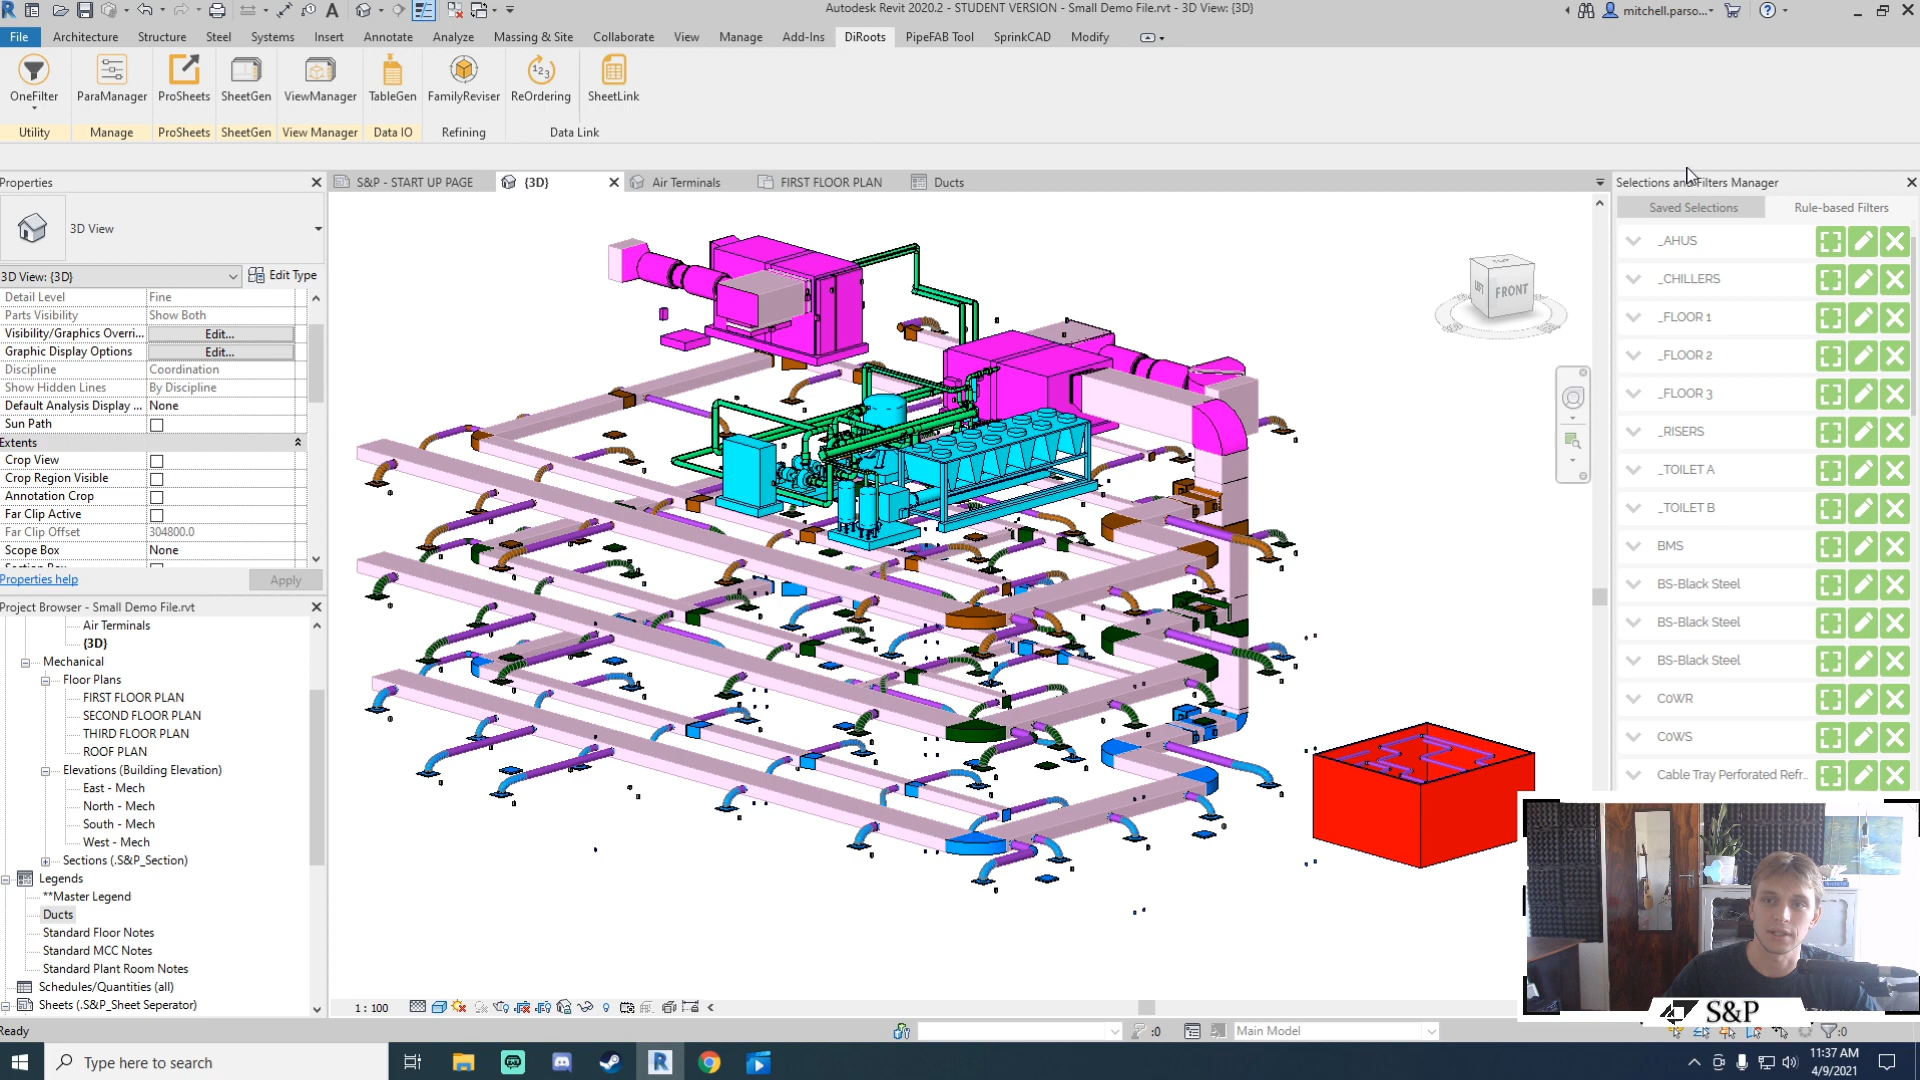 Autodesk Revit 2020.2 - STUDENT VERSION - Small Demo File.rvt - 3D View: {3D}
mitchell.parso...
File Architecture Structure Steel Systems Insert Annotate Analyze Massing & Site Collaborate View Manage Add-Ins DiRoots PipeFAB Tool SprinkCAD Modify
OneFilter ParaManager ProSheets SheetGen ViewManager TableGen FamilyReviser ReOrdering SheetLink
Utility Manage ProSheets SheetGen View Manager Data IO Refining Data Link
Properties
3D View
3D View: {3D}
Edit Type
Detail Level Fine
Parts Visibility Show Both
Visibility/Graphics Overri... Edit...
Graphic Display Options Edit...
Discipline Coordination
Show Hidden Lines By Discipline
Default Analysis Display ... None
Sun Path
Extents
Crop View
Crop Region Visible
Annotation Crop
Far Clip Active
Far Clip Offset 304800.0
Scope Box None
Properties help
Apply
Project Browser - Small Demo File.rvt
Air Terminals
{3D}
Mechanical
Floor Plans
FIRST FLOOR PLAN
SECOND FLOOR PLAN
THIRD FLOOR PLAN
ROOF PLAN
Elevations (Building Elevation)
East - Mech
North - Mech
South - Mech
West - Mech
Sections (.S&P_Section)
Legends
**Master Legend
Ducts
Standard Floor Notes
Standard MCC Notes
Standard Plant Room Notes
Schedules/Quantities (all)
Sheets (.S&P_Sheet Seperator)
S&P - START UP PAGE
{3D}
Air Terminals
FIRST FLOOR PLAN
Ducts
LEFT
FRONT
Selections and Filters Manager
Saved Selections
Rule-based Filters
_AHUS
_CHILLERS
_FLOOR 1
_FLOOR 2
_FLOOR 3
_RISERS
_TOILET A
_TOILET B
BMS
BS-Black Steel
BS-Black Steel
BS-Black Steel
C0WR
C0WS
Cable Tray Perforated Refr...
S&P
1 : 100
Ready
:0
Main Model
:0
Type here to search
11:37 AM
4/9/2021